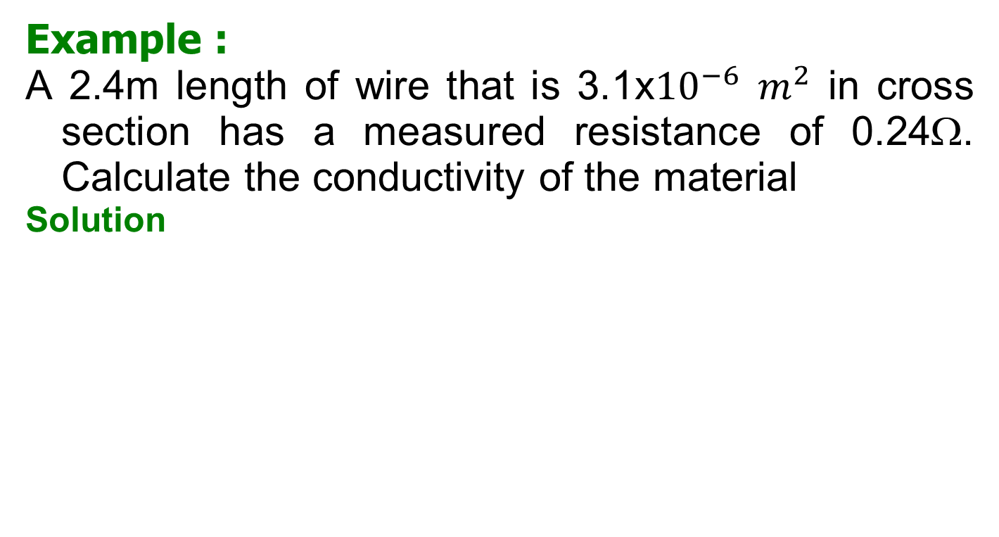 Example :
A 2.4m length of wire that is 3.1x10⁻⁶ m² in cross
section has a measured resistance of 0.24Ω.
Calculate the conductivity of the material
Solution